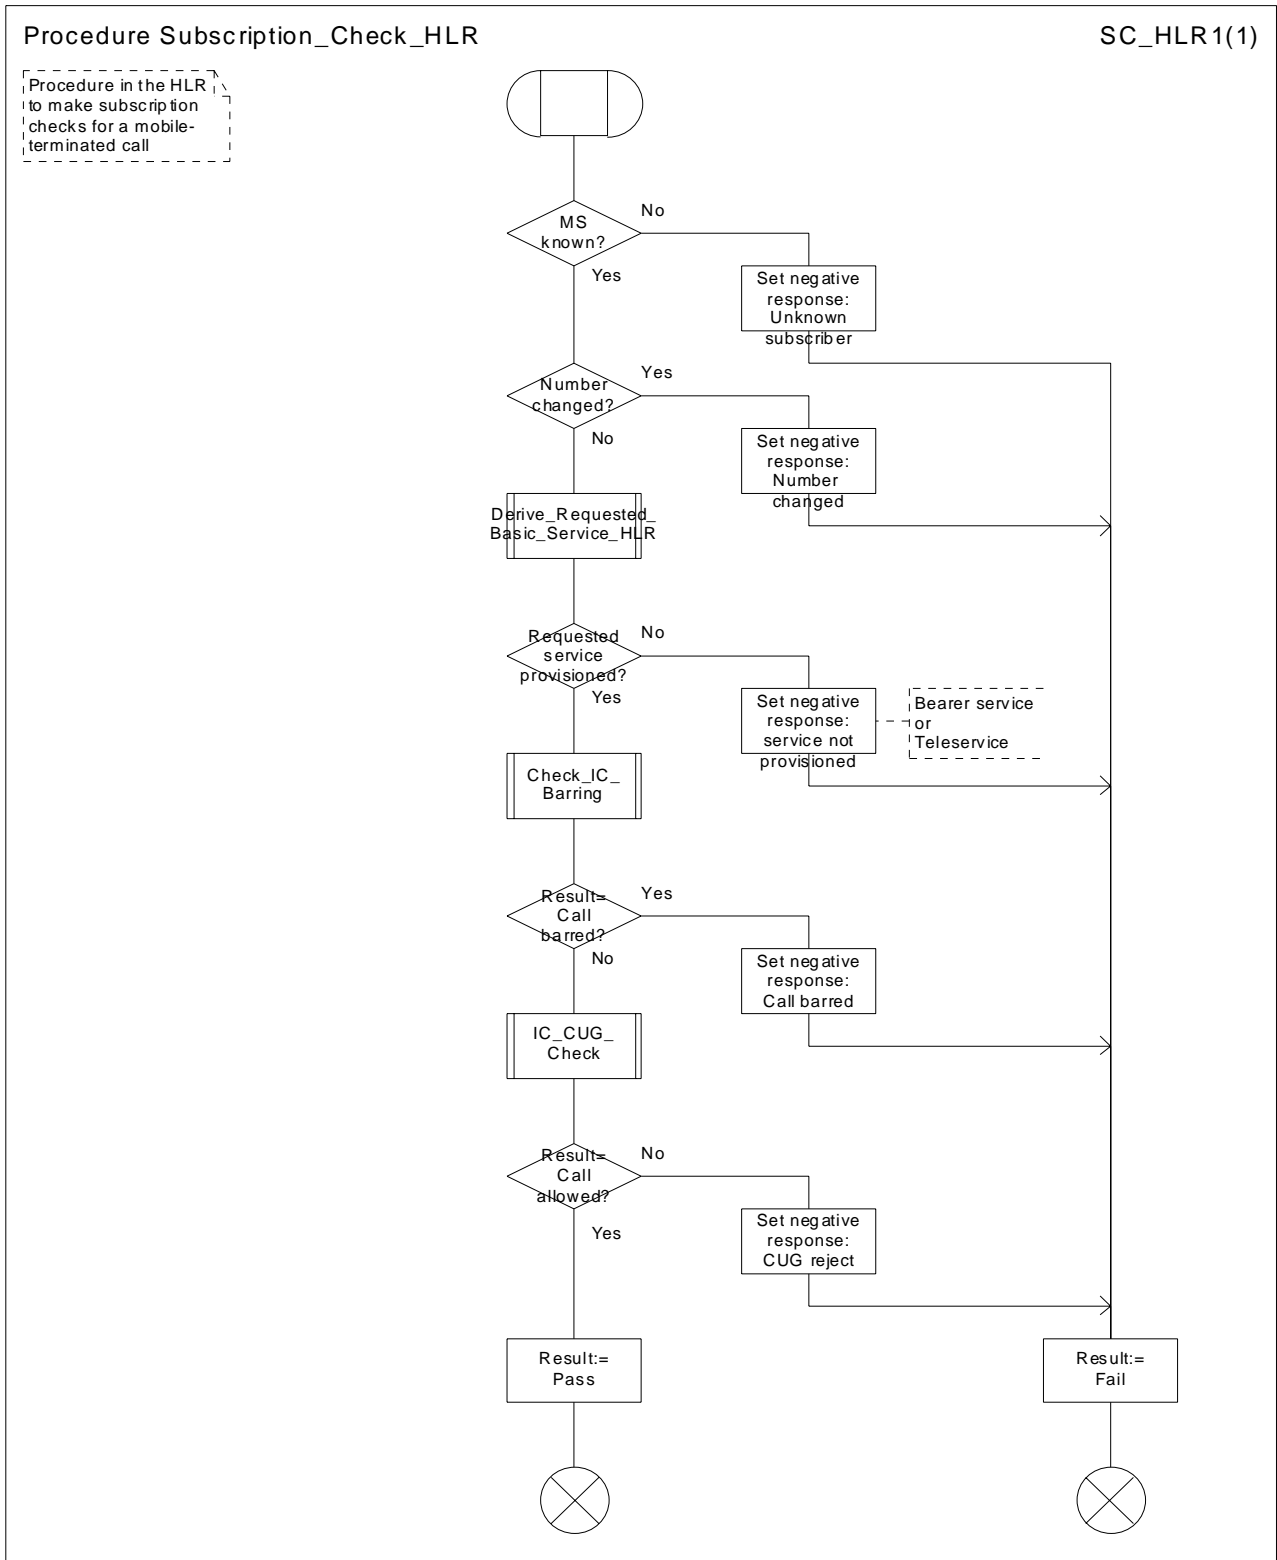 Procedure Subscription_Check_HLR
SC_HLR1(1)
Procedure in the HLR
to make subscription
checks for a mobile-
terminated call
MS
known?
No
Yes
Set negative
response:
Unknown
subscriber
Number
changed?
Yes
No
Set negative
response:
Number
changed
Derive_Requested_
Basic_Service_HLR
Requested
service
provisioned?
No
Yes
Set negative
response:
service not
provisioned
Bearer service
or
Teleservice
Check_IC_
Barring
Result=
Call
barred?
Yes
No
Set negative
response:
Call barred
IC_CUG_
Check
Result=
Call
allowed?
No
Yes
Set negative
response:
CUG reject
Result:=
Pass
Result:=
Fail